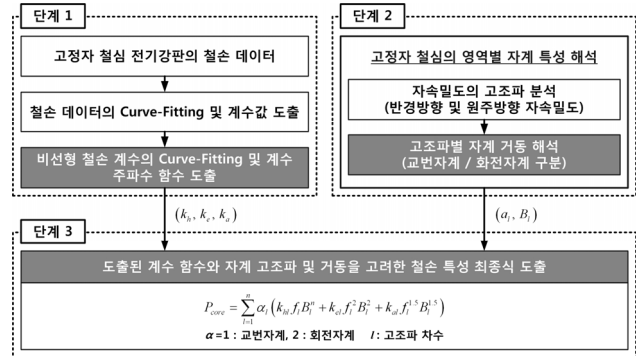 단계 1
고정자 철심 전기강판의 철손 데이터
철손 데이터의 Curve-Fitting 및 계수값 도출
비선형 철손 계수의 Curve-Fitting 및 계수
주파수 함수 도출
(k_h, k_e, k_a)
단계 2
고정자 철심의 영역별 자계 특성 해석
자속밀도의 고조파 분석
(반경방향 및 원주방향 자속밀도)
고조파별 자계 거동 해석
(교번자계 / 회전자계 구분)
(a_l, B_l)
단계 3
도출된 계수 함수와 자계 고조파 및 거동을 고려한 철손 특성 최종식 도출
P_{core} = \sum_{l=1}^{n} α_l (k_{hl} f_l B_l^n + k_{el} f_l^2 B_l^2 + k_{al} f_l^{1.5} B_l^{1.5})
α =1 : 교번자계, 2 : 회전자계 l : 고조파 차수